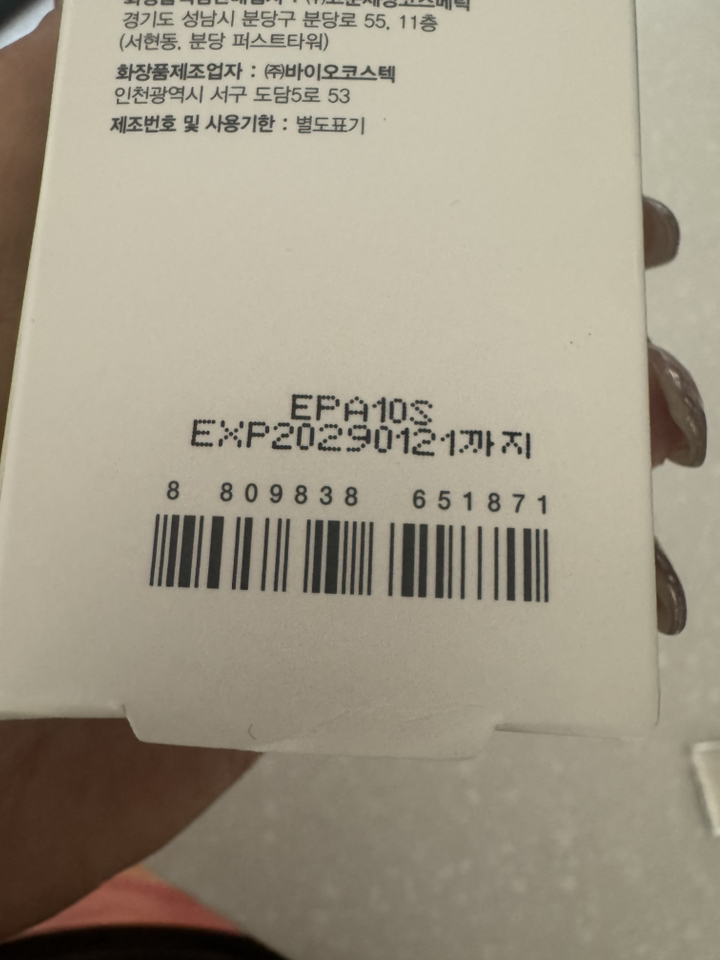 경기도 성남시 분당구 분당로 55, 11층
(서현동, 분당 퍼스트타워)
화장품제조업자 : ㈜바이오코스텍
인천광역시 서구 도담5로 53
제조번호 및 사용기한 : 별도표기
EPA10S
EXP20290121까지
8 809838 651871